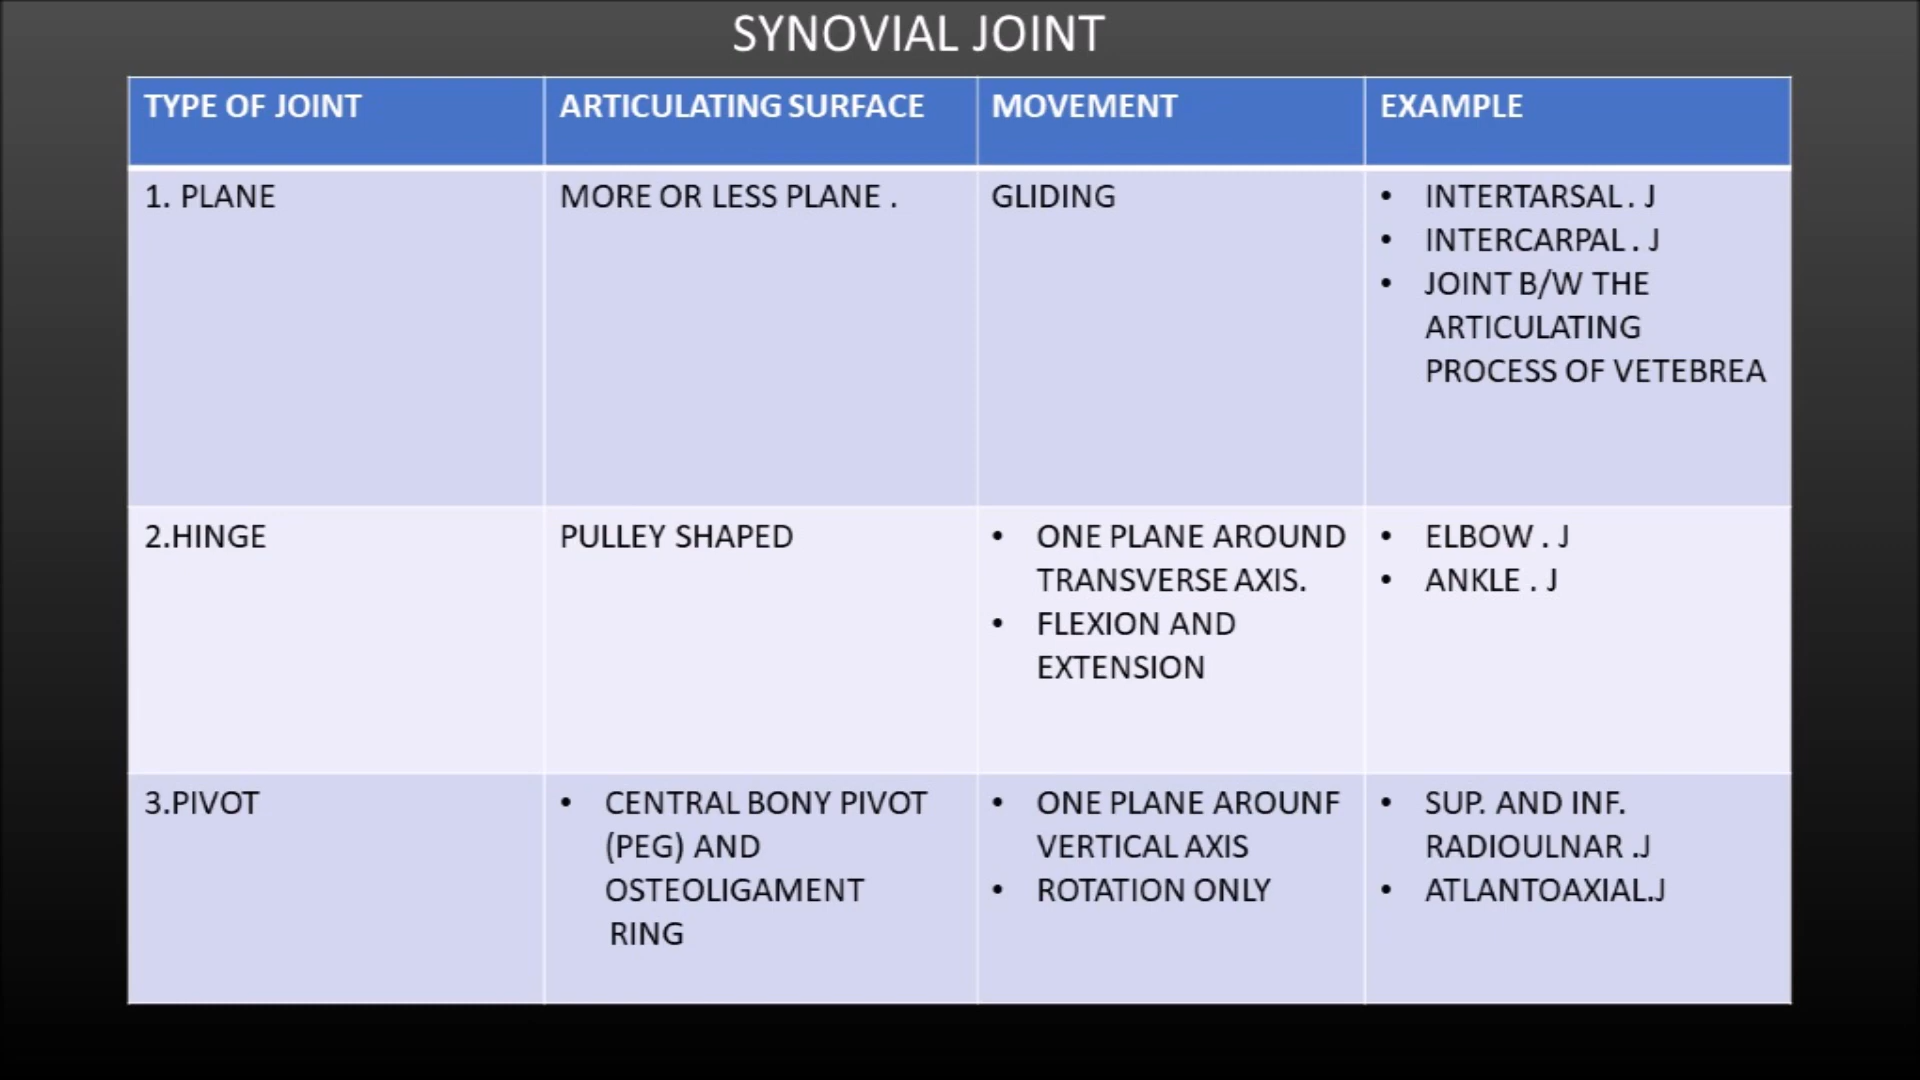 SYNOVIAL JOINT
TYPE OF JOINT
ARTICULATING SURFACE
MOVEMENT
EXAMPLE
1. PLANE
MORE OR LESS PLANE .
GLIDING
• INTERTARSAL . J
• INTERCARPAL . J
• JOINT B/W THE
ARTICULATING
PROCESS OF VETEBREA
2.HINGE
PULLEY SHAPED
• ONE PLANE AROUND
TRANSVERSE AXIS.
• FLEXION AND
EXTENSION
• ELBOW . J
• ANKLE . J
3.PIVOT
• CENTRAL BONY PIVOT
(PEG) AND
OSTEOLIGAMENT
RING
• ONE PLANE AROUNF
VERTICAL AXIS
• ROTATION ONLY
• SUP. AND INF.
RADIOULNAR .J
• ATLANTOAXIAL.J